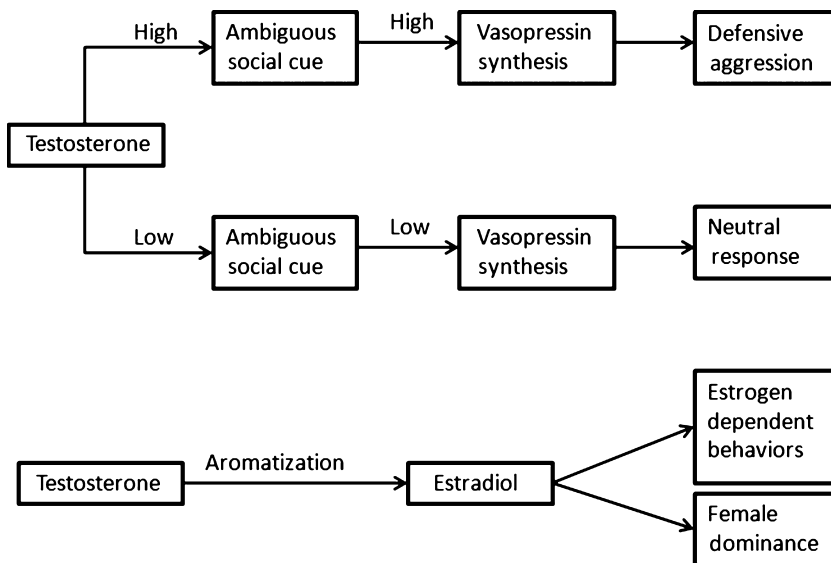 High
Ambiguous
social cue
High
Vasopressin
synthesis
Defensive
aggression
Testosterone
Low
Ambiguous
social cue
Low
Vasopressin
synthesis
Neutral
response
Testosterone
Aromatization
Estradiol
Estrogen
dependent
behaviors
Female
dominance